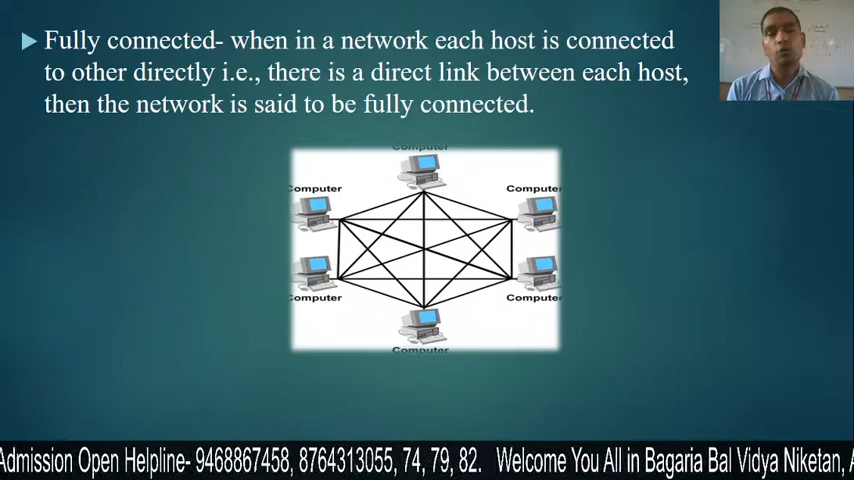 Fully connected- when in a network each host is connected
to other directly i.e., there is a direct link between each host,
then the network is said to be fully connected.
Computer
Computer
Computer
Computer
Computer
Computer
Admission Open Helpline- 9468867458, 8764313055, 74, 79, 82. Welcome You All in Bagaria Bal Vidya Niketan,